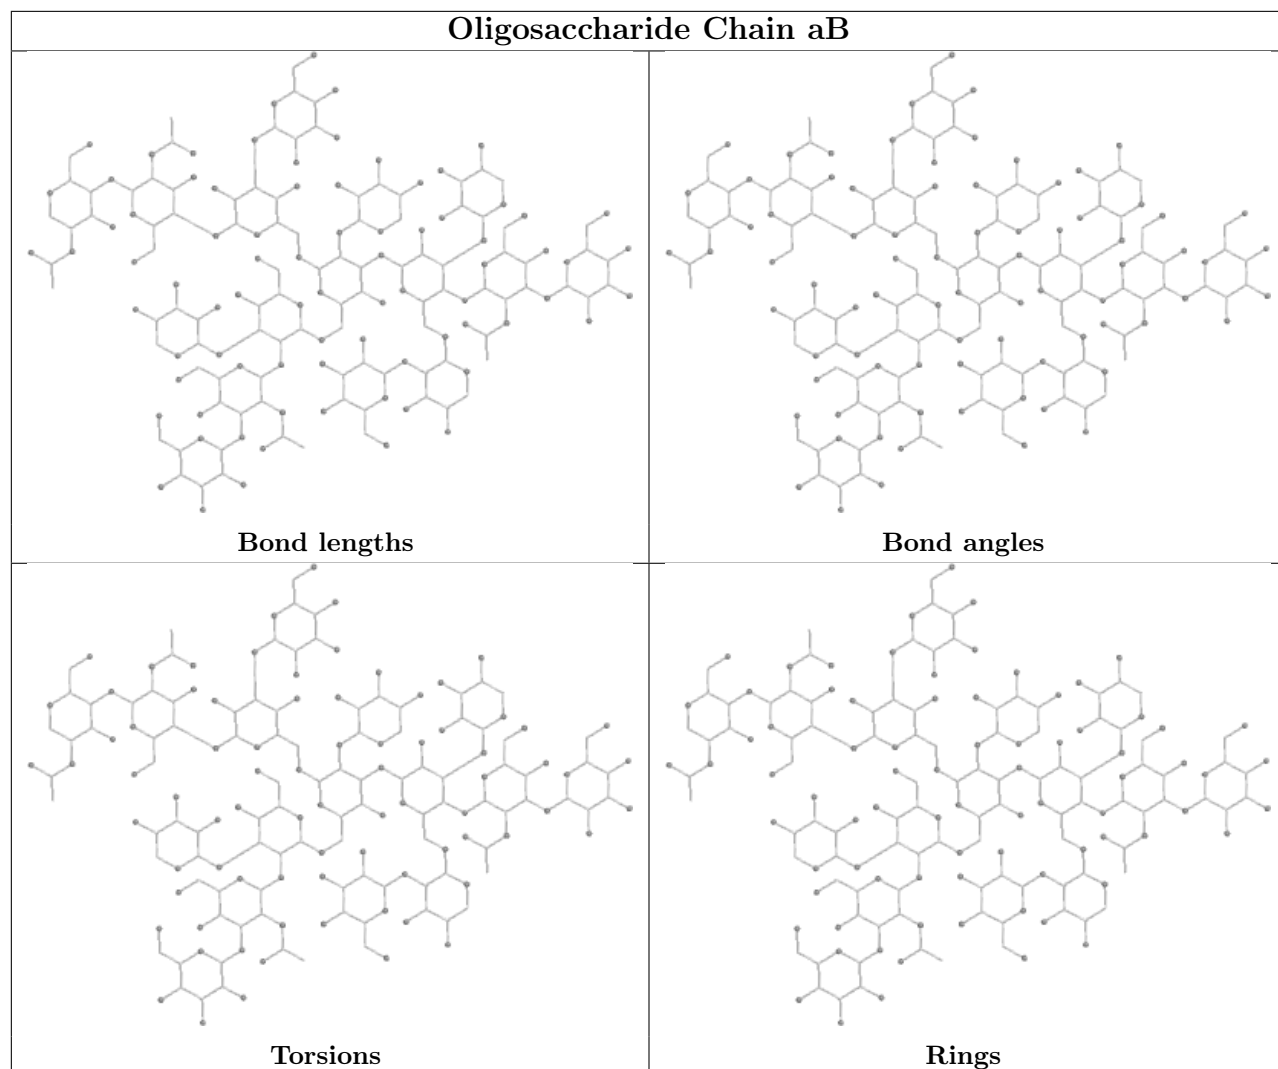 Oligosaccharide Chain aB
Bond lengths
Bond angles
Torsions
Rings